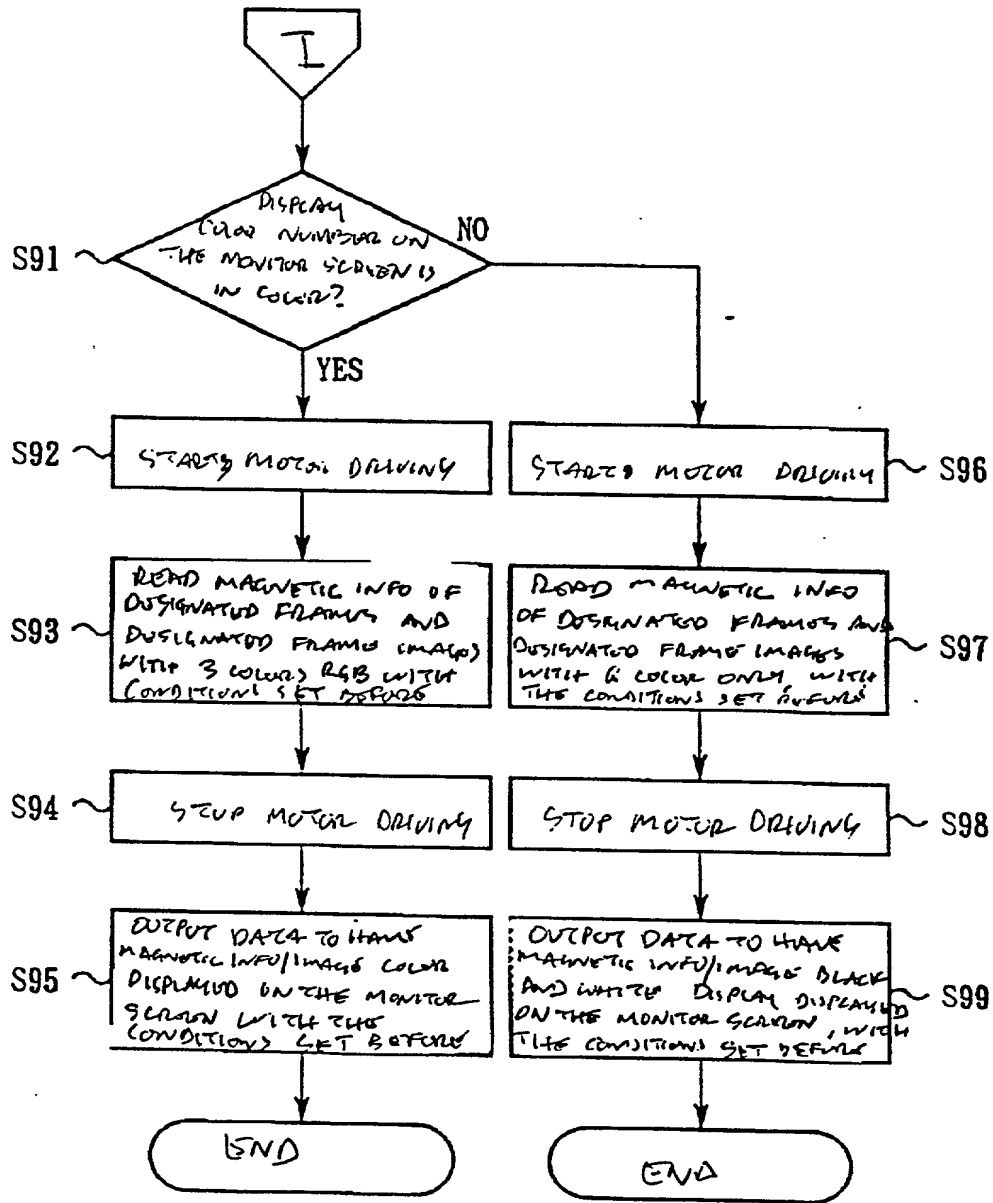 I
DISPLAY
COLOR NUMBER ON
THE MONITOR SCREEN IS
IN COLOR?
S91
NO
YES
S92
STARTS MOTOR DRIVING
READ MAGNETIC INFO OF
DESIGNATED FRAMES AND
DESIGNATED FRAME IMAGES
WITH 3 COLORS RGB WITH
CONDITIONS SET BEFORE
S93
S94
STOP MOTOR DRIVING
OUTPUT DATA TO HAVE
MAGNETIC INFO/IMAGE COLOR
DISPLAYED ON THE MONITOR
SCREEN WITH THE
CONDITIONS SET BEFORE
S95
END
STARTS MOTOR DRIVING
S96
READ MAGNETIC INFO
OF DESIGNATED FRAMES AND
DESIGNATED FRAME IMAGES
WITH G COLOR ONLY, WITH
THE CONDITIONS SET BEFORE
S97
STOP MOTOR DRIVING
S98
OUTPUT DATA TO HAVE
MAGNETIC INFO/IMAGE BLACK
AND WHITE DISPLAY DISPLAYED
ON THE MONITOR SCREEN, WITH
THE CONDITIONS SET BEFORE
S99
END